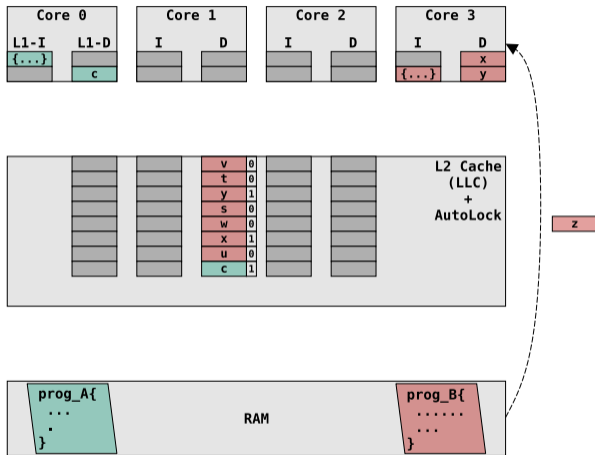 Core 0 Core 1 Core 2 Core 3
L1-I L1-D I D I D I D
{...} x
c {...} y
v 0
t 0
y 1
s 0
w 0
x 1
u 0
c 1
L2 Cache
(LLC)
+
AutoLock
z
prog_A{
...
.
}
RAM
prog_B{
......
...
}